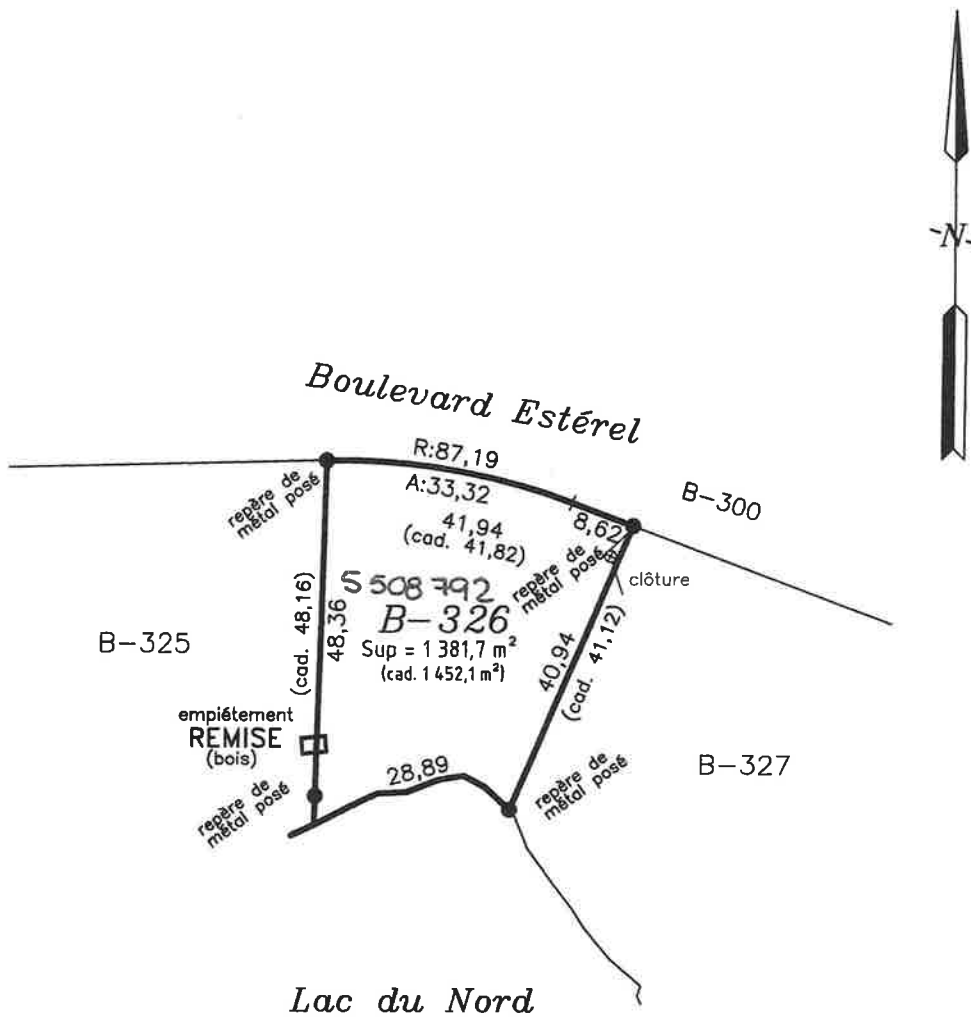 -N-
Boulevard Estérel
R:87,19
A:33,32
41,94
(cad. 41,82)
8,62
B-300
repère de
métal posé
repère de
métal posé
clôture
5 508 792
B-326
Sup = 1 381,7 m²
(cad. 1 452,1 m²)
(cad. 48,16)
48,36
40,94
(cad. 41,12)
B-325
B-327
empiétement
REMISE
(bois)
28,89
repère de
métal posé
repère de
métal posé
Lac du Nord